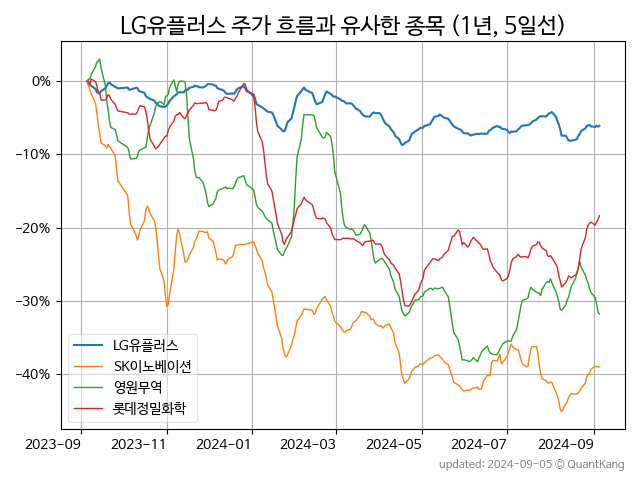 LG유플러스 주가 흐름과 유사한 종목 (1년, 5일선)
0%
−10%
−20%
−30%
−40%
LG유플러스
SK이노베이션
영원무역
롯데정밀화학
2023-09 2023-11 2024-01 2024-03 2024-05 2024-07 2024-09
updated: 2024-09-05 © QuantKang